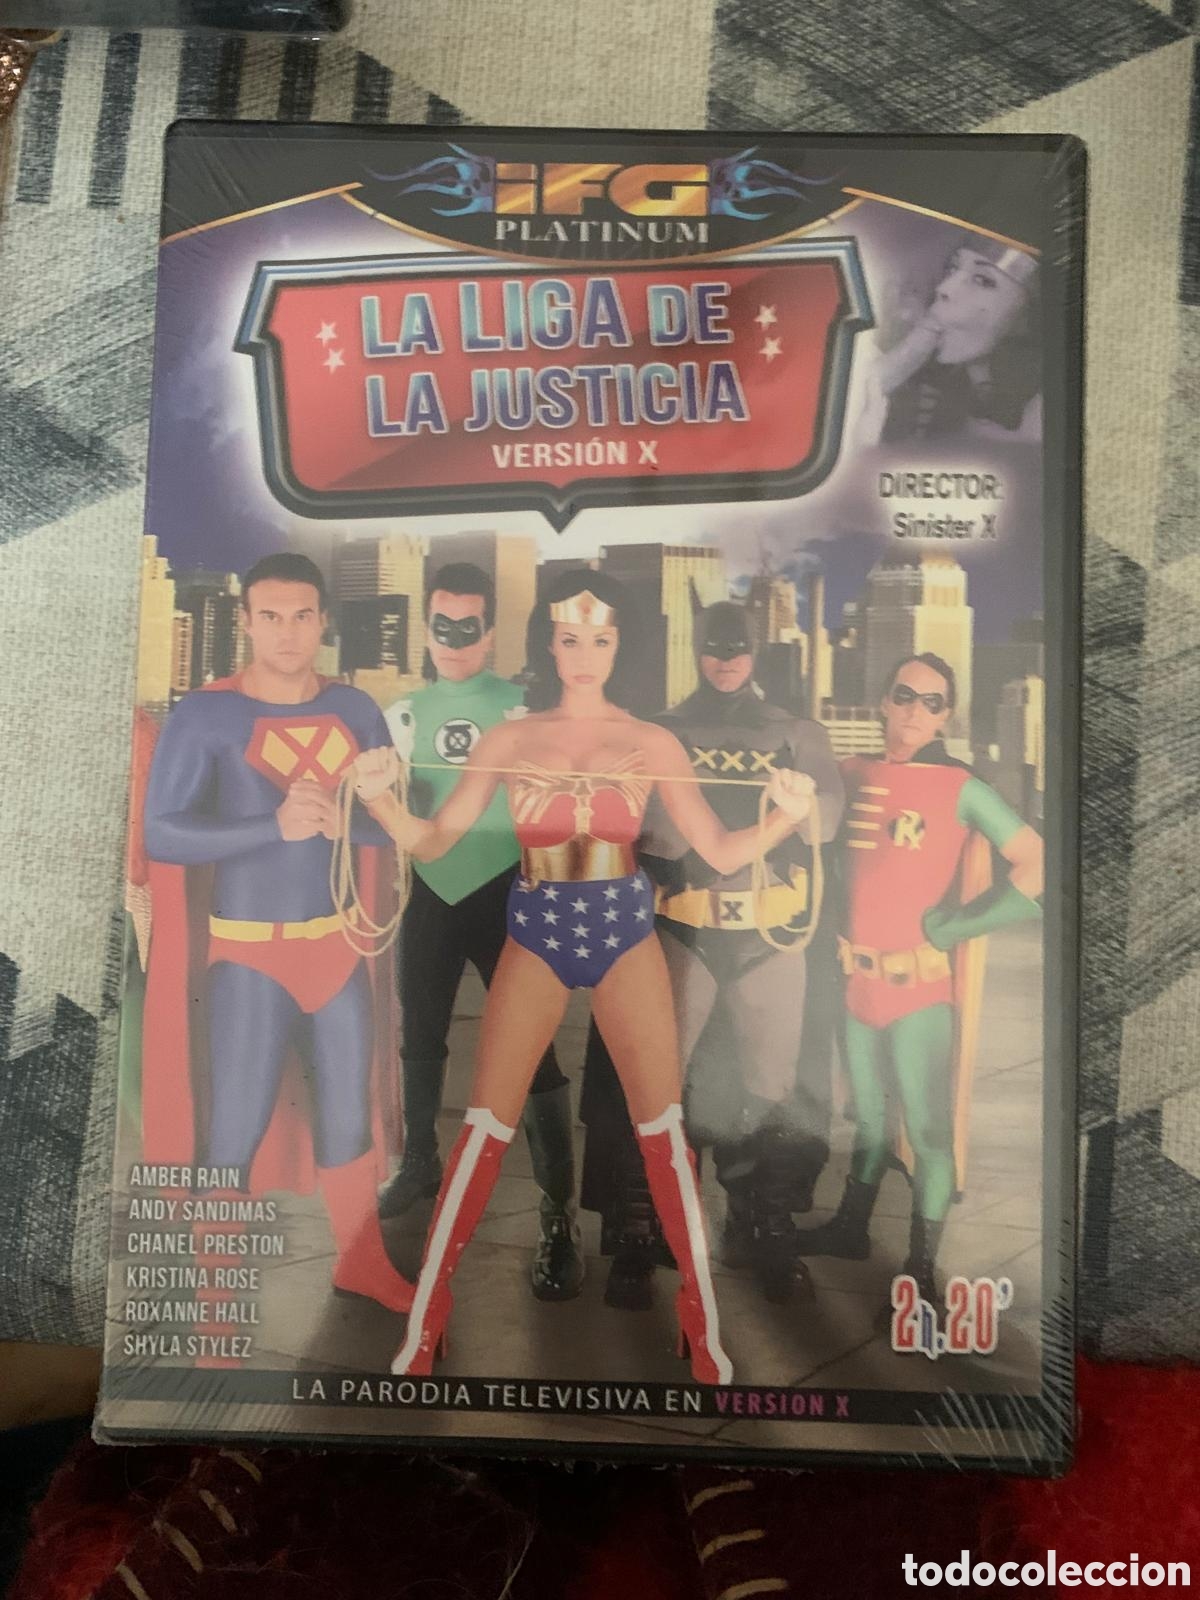 iFG
PLATINUM
LA LIGA DE
LA JUSTICIA
VERSIÓN X
DIRECTOR:
Sinister X
X
XXX
X
R
AMBER RAIN
ANDY SANDIMAS
CHANEL PRESTON
KRISTINA ROSE
ROXANNE HALL
SHYLA STYLEZ
2h.20'
LA PARODIA TELEVISIVA EN VERSION X
todocoleccion